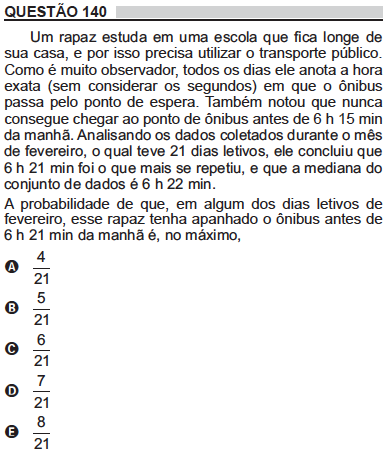 QUESTÃO 140
Um rapaz estuda em uma escola que fica longe de
sua casa, e por isso precisa utilizar o transporte público.
Como é muito observador, todos os dias ele anota a hora
exata (sem considerar os segundos) em que o ônibus
passa pelo ponto de espera. Também notou que nunca
consegue chegar ao ponto de ônibus antes de 6 h 15 min
da manhã. Analisando os dados coletados durante o mês
de fevereiro, o qual teve 21 dias letivos, ele concluiu que
6 h 21 min foi o que mais se repetiu, e que a mediana do
conjunto de dados é 6 h 22 min.
A probabilidade de que, em algum dos dias letivos de
fevereiro, esse rapaz tenha apanhado o ônibus antes de
6 h 21 min da manhã é, no máximo,
A 4/21
B 5/21
C 6/21
D 7/21
E 8/21